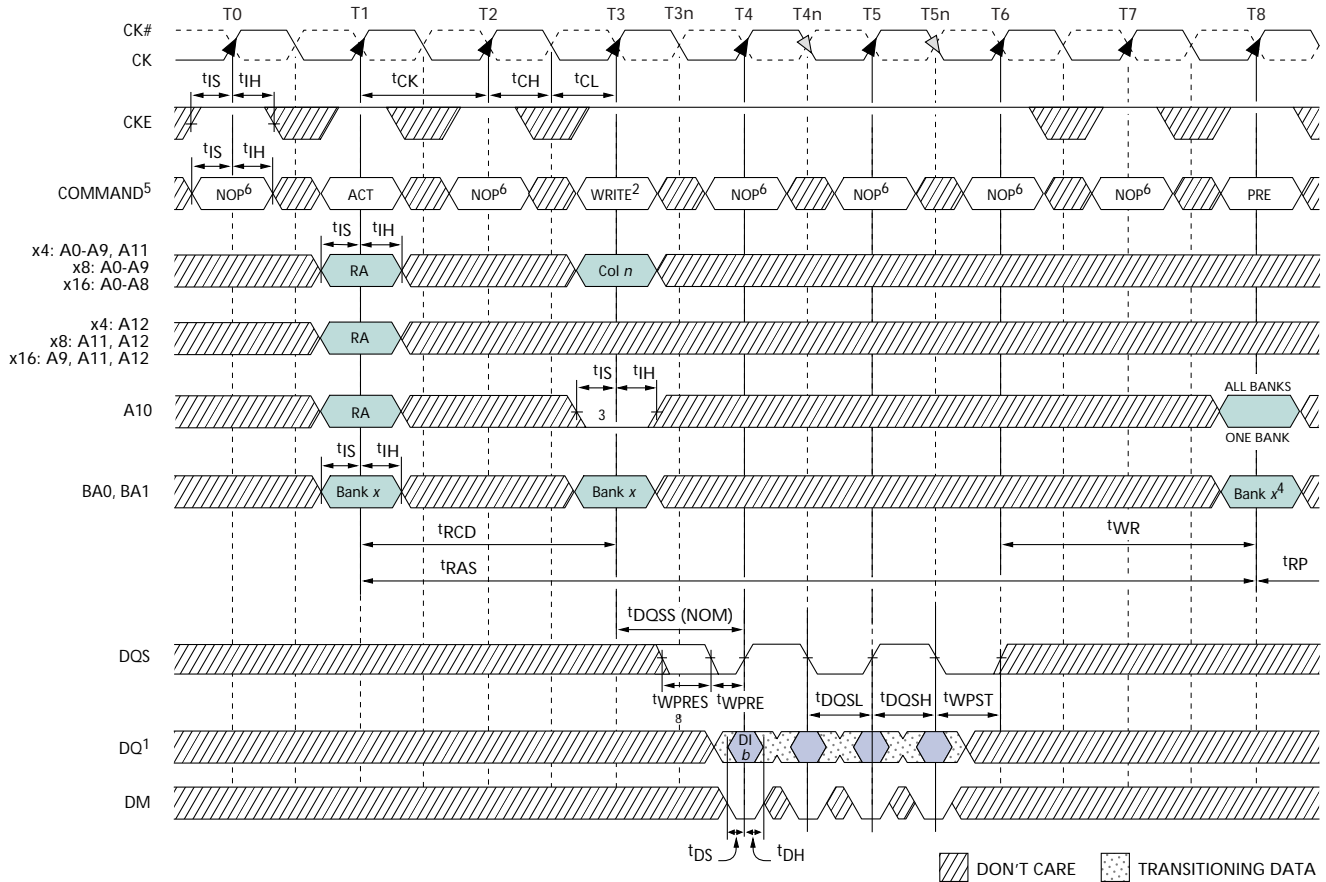 T0 T1 T2 T3 T3n T4 T4n T5 T5n T6 T7 T8
CK#
CK
tIS tIH tCK tCH tCL
CKE
tIS tIH
COMMAND5 NOP6 ACT NOP6 WRITE2 NOP6 NOP6 NOP6 NOP6 PRE
tIS tIH
x4: A0-A9, A11
x8: A0-A9
x16: A0-A8
RA Col n
x4: A12
x8: A11, A12
x16: A9, A11, A12
RA
tIS tIH
ALL BANKS
A10 RA 3
ONE BANK
tIS tIH
BA0, BA1 Bank x Bank x Bank x4
tRCD tWR
tRAS tRP
tDQSS (NOM)
DQS
tWPRES tWPRE tDQSL tDQSH tWPST
8
DQ1 DI
b
DM
tDS tDH
DON'T CARE TRANSITIONING DATA